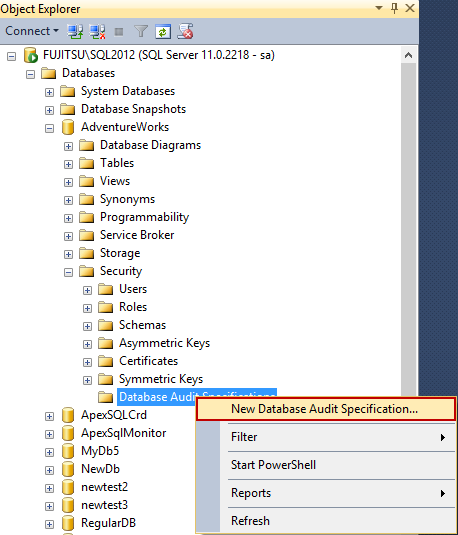 Object Explorer
Connect
FUJITSU\SQL2012 (SQL Server 11.0.2218 - sa)
Databases
System Databases
Database Snapshots
AdventureWorks
Database Diagrams
Tables
Views
Synonyms
Programmability
Service Broker
Storage
Security
Users
Roles
Schemas
Asymmetric Keys
Certificates
Symmetric Keys
Database Audit Specifications
New Database Audit Specification...
ApexSQLCrd
ApexSqlMonitor
Filter
MyDb5
NewDb
Start PowerShell
newtest2
Reports
newtest3
RegularDB
Refresh